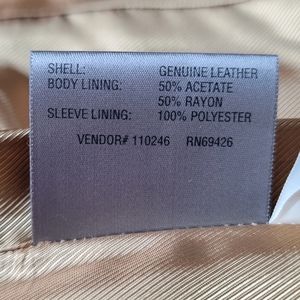 SHELL: GENUINE LEATHER
BODY LINING: 50% ACETATE
50% RAYON
SLEEVE LINING: 100% POLYESTER
VENDOR# 110246 RN69426